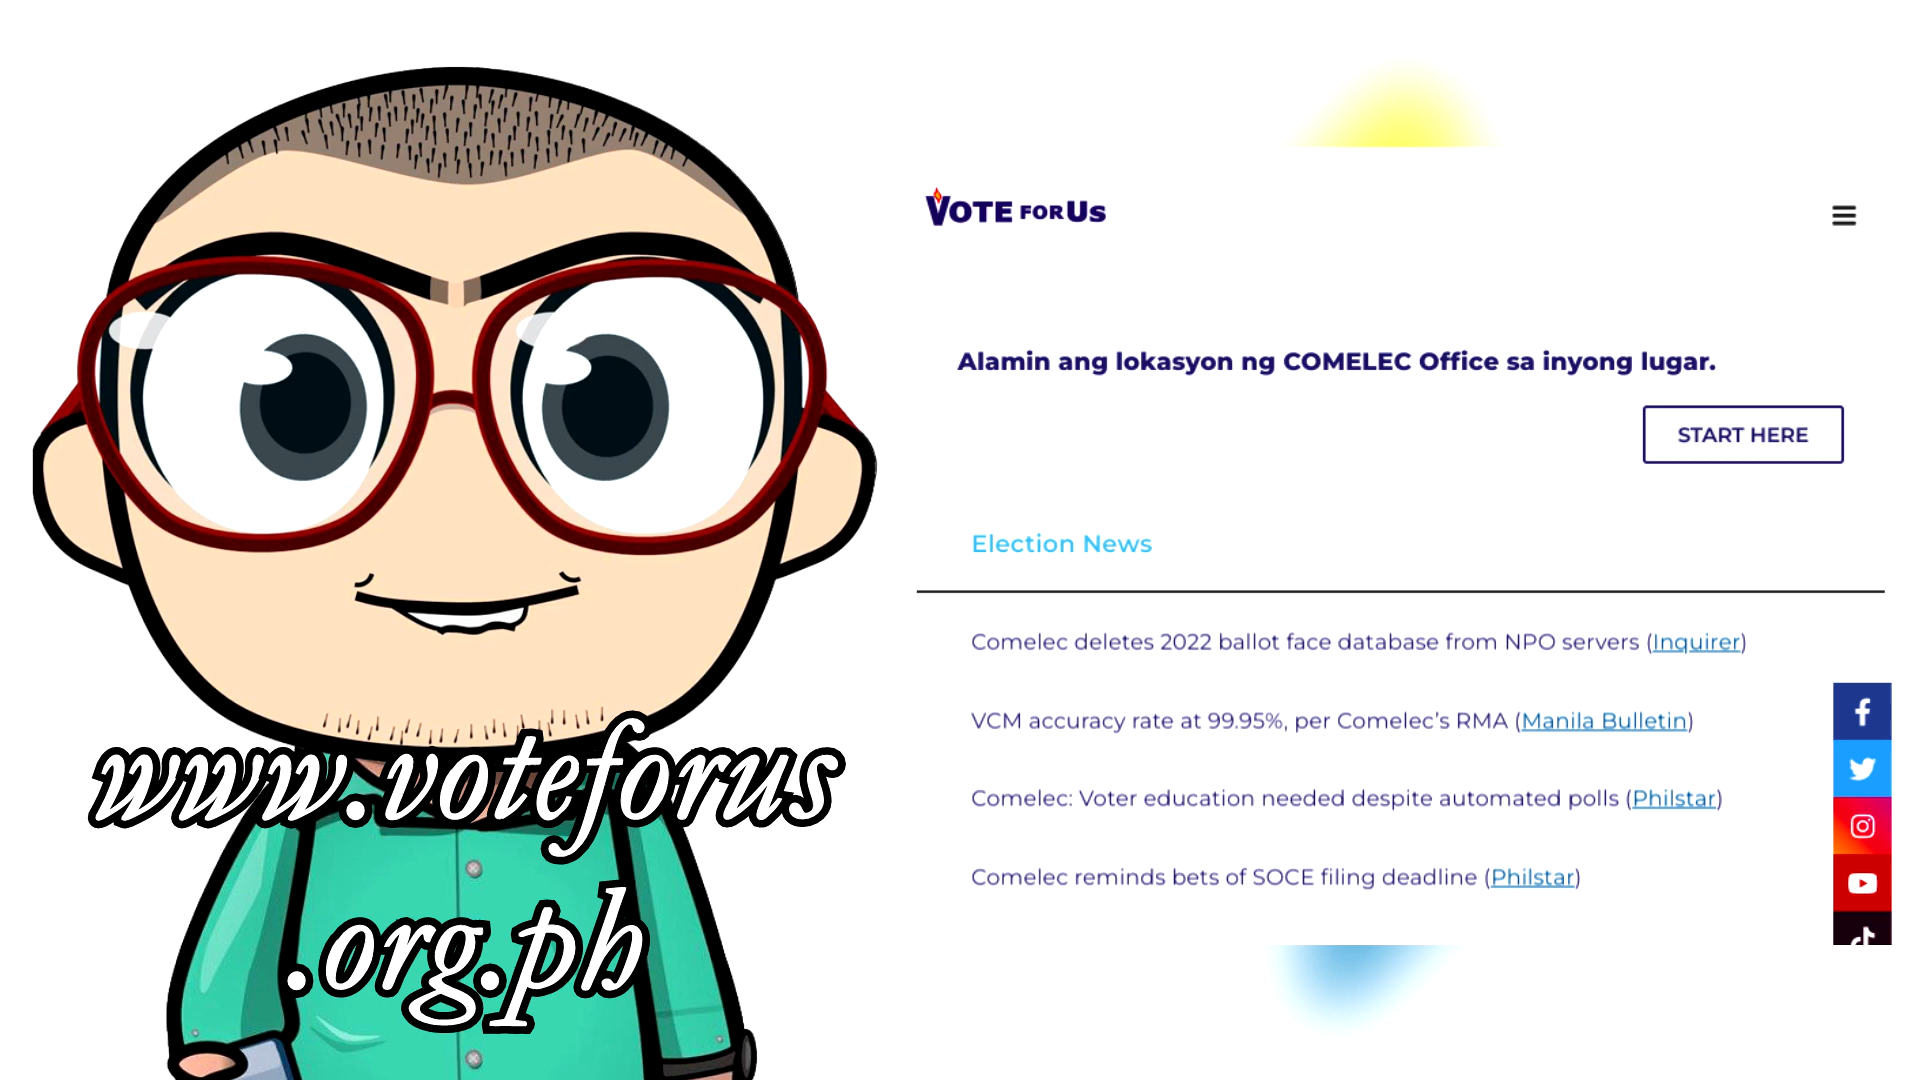 www.voteforus
.org.ph
VOTE FOR US
Alamin ang lokasyon ng COMELEC Office sa inyong lugar.
START HERE
Election News
Comelec deletes 2022 ballot face database from NPO servers (Inquirer)
VCM accuracy rate at 99.95%, per Comelec’s RMA (Manila Bulletin)
Comelec: Voter education needed despite automated polls (Philstar)
Comelec reminds bets of SOCE filing deadline (Philstar)